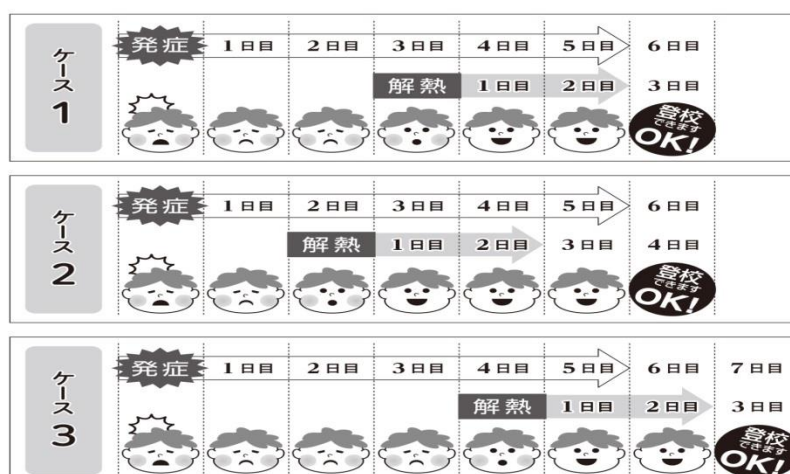 ケース1
発症 1日目 2日目 3日目 4日目 5日目 6日目
解熱 1日目 2日目 3日目
登校
できます
OK!
ケース2
発症 1日目 2日目 3日目 4日目 5日目 6日目
解熱 1日目 2日目 3日目 4日目
登校
できます
OK!
ケース3
発症 1日目 2日目 3日目 4日目 5日目 6日目 7日目
解熱 1日目 2日目 3日目
登校
できます
OK!